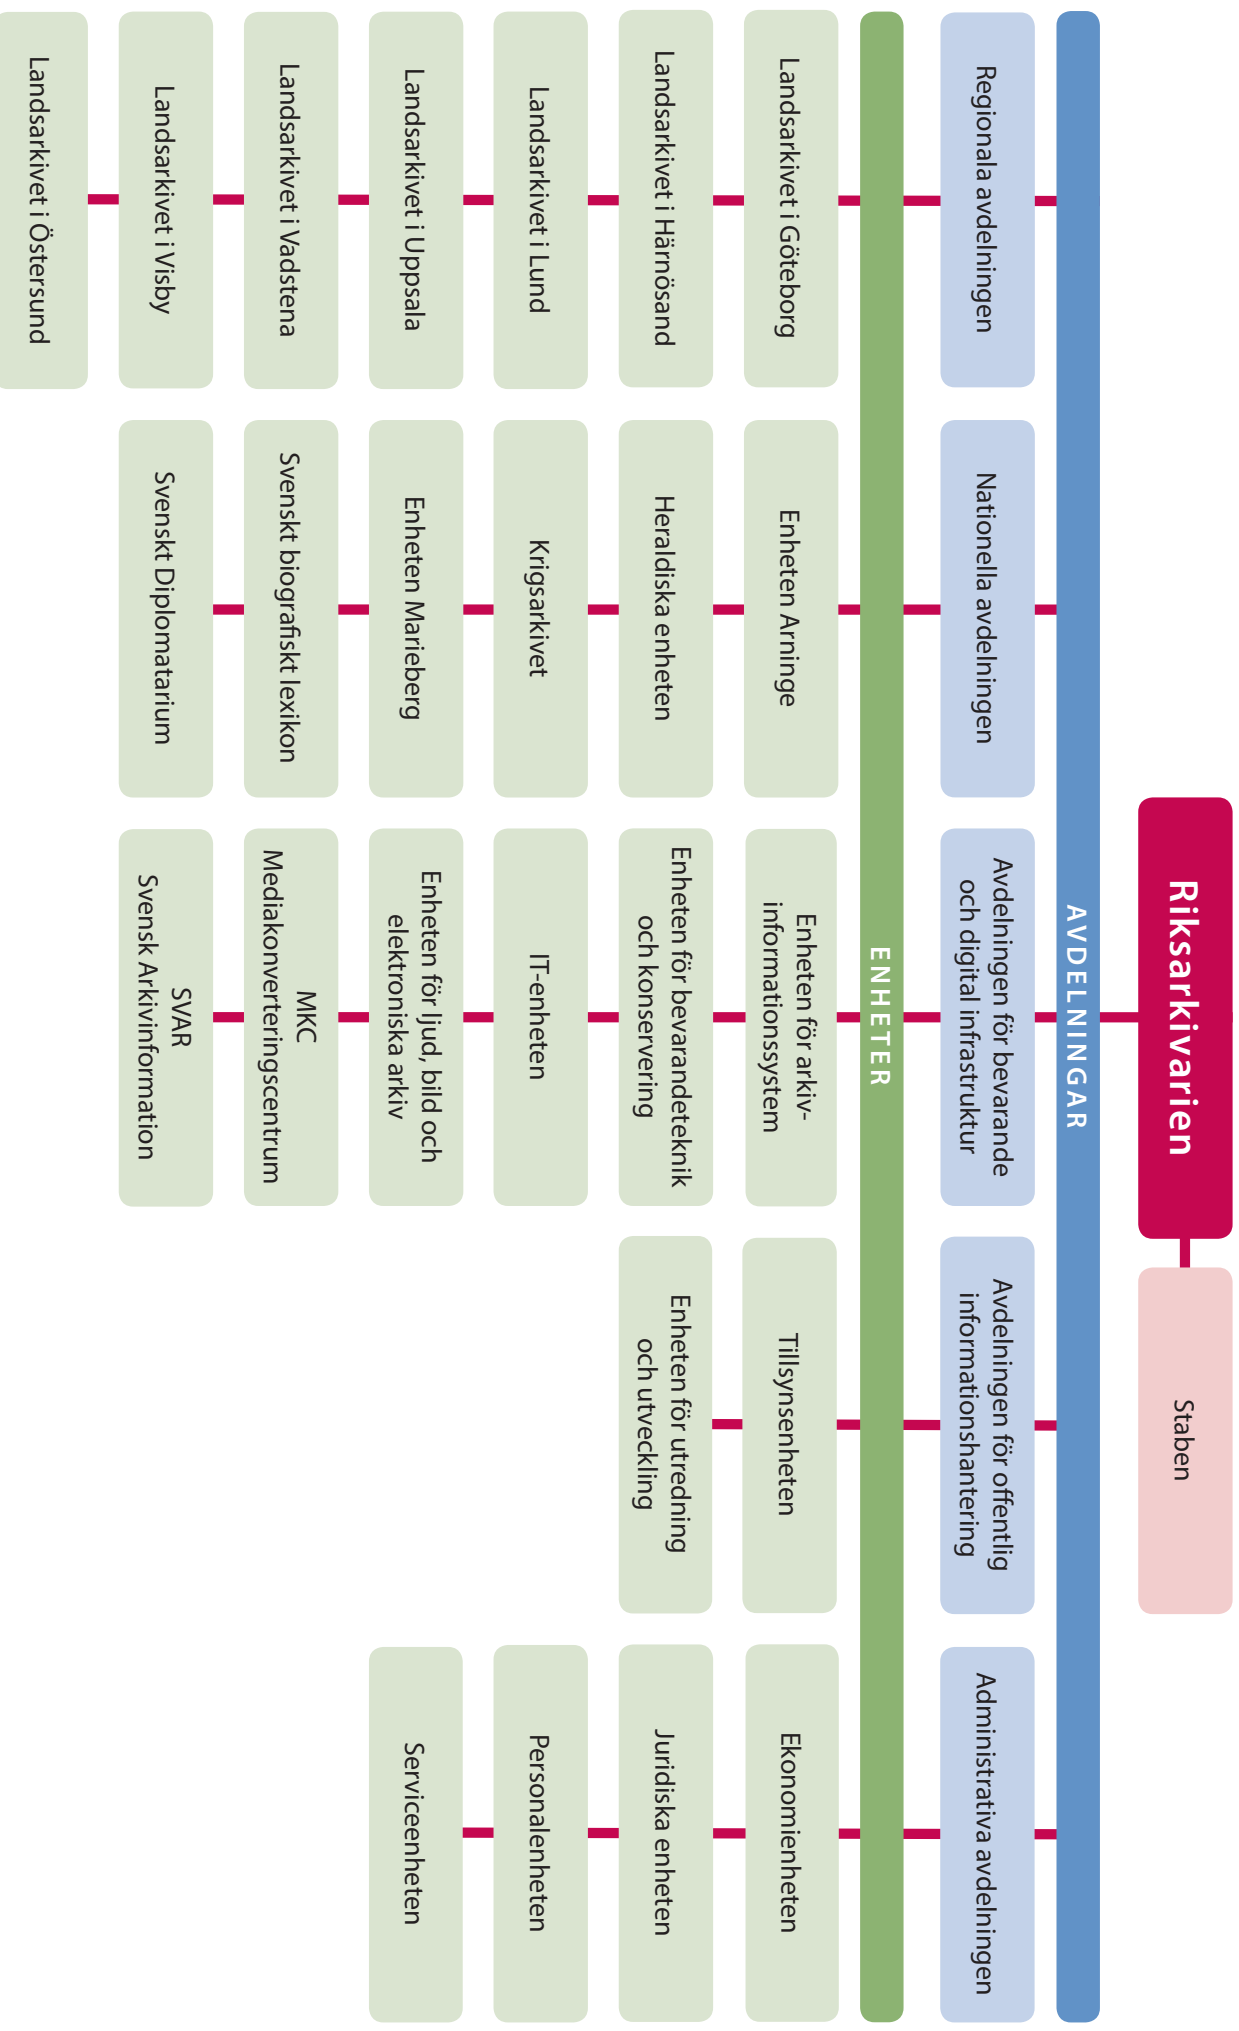 Riksarkivarien
Staben
AVDELNINGAR
Regionala avdelningen
Nationella avdelningen
Avdelningen för bevarande
och digital infrastruktur
Avdelningen för offentlig
informationshantering
Administrativa avdelningen
ENHETER
Landsarkivet i Göteborg
Landsarkivet i Härnösand
Landsarkivet i Lund
Landsarkivet i Uppsala
Landsarkivet i Vadstena
Landsarkivet i Visby
Landsarkivet i Östersund
Enheten Arninge
Heraldiska enheten
Krigsarkivet
Enheten Marieberg
Svenskt biografiskt lexikon
Svenskt Diplomatarium
Enheten för arkiv-
informationssystem
Enheten för bevarandeteknik
och konservering
IT-enheten
Enheten för ljud, bild och
elektroniska arkiv
MKC
Mediakonverteringscentrum
SVAR
Svensk Arkivinformation
Tillsynsenheten
Enheten för utredning
och utveckling
Ekonomienheten
Juridiska enheten
Personalenheten
Serviceenheten